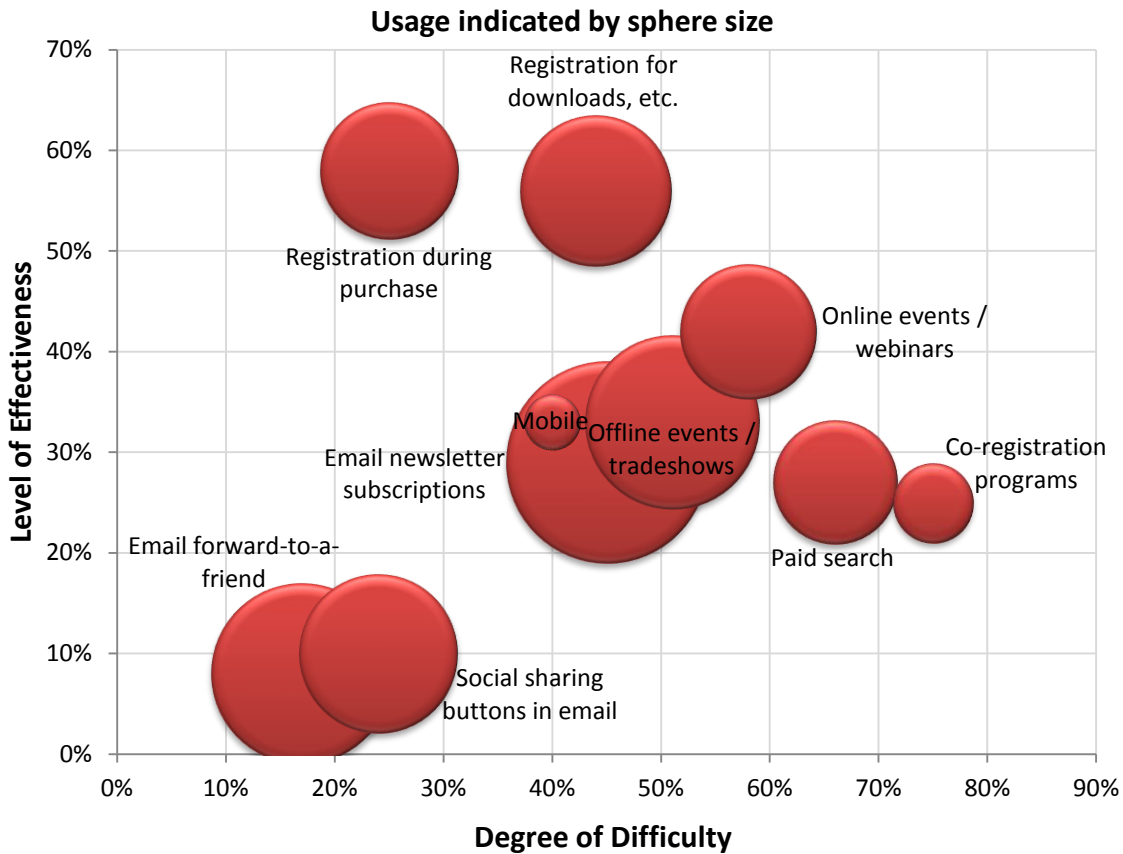 Usage indicated by sphere size
70%
60%
50%
40%
30%
20%
10%
0%
Level of Effectiveness
Registration for
downloads, etc.
Registration during
purchase
Online events /
webinars
Mobile
Offline events /
tradeshows
Email newsletter
subscriptions
Co-registration
programs
Paid search
Email forward-to-a-
friend
Social sharing
buttons in email
0%
10%
20%
30%
40%
50%
60%
70%
80%
90%
Degree of Difficulty